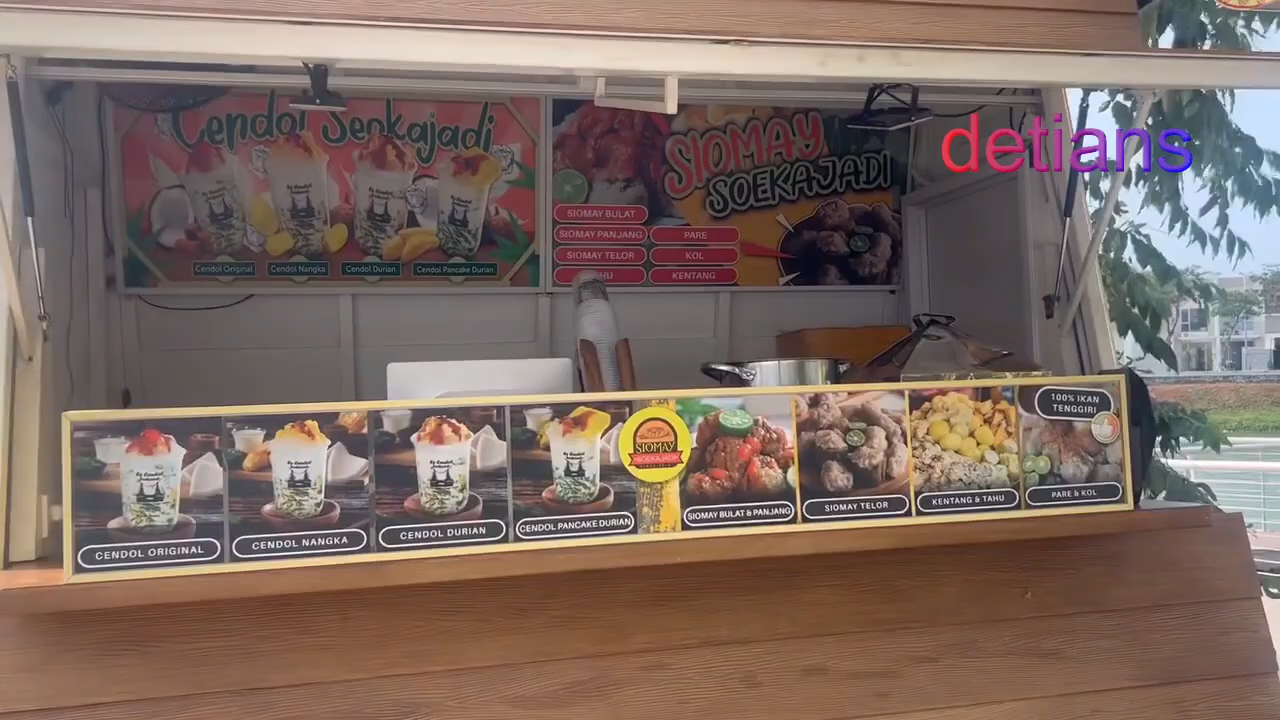 Cendol Soekajadi
Cendol Original
Cendol Nangka
Cendol Durian
Cendol Pancake Durian
SIOMAY
SOEKAJADI
SIOMAY BULAT
SIOMAY PANJANG
PARE
SIOMAY TELOR
KOL
KENTANG
detians
CENDOL ORIGINAL
CENDOL NANGKA
CENDOL DURIAN
CENDOL PANCAKE DURIAN
SIOMAY
SOEKAJADI
SIOMAY BULAT & PANJANG
SIOMAY TELOR
KENTANG & TAHU
100% IKAN
TENGGIRI
PARE & KOL